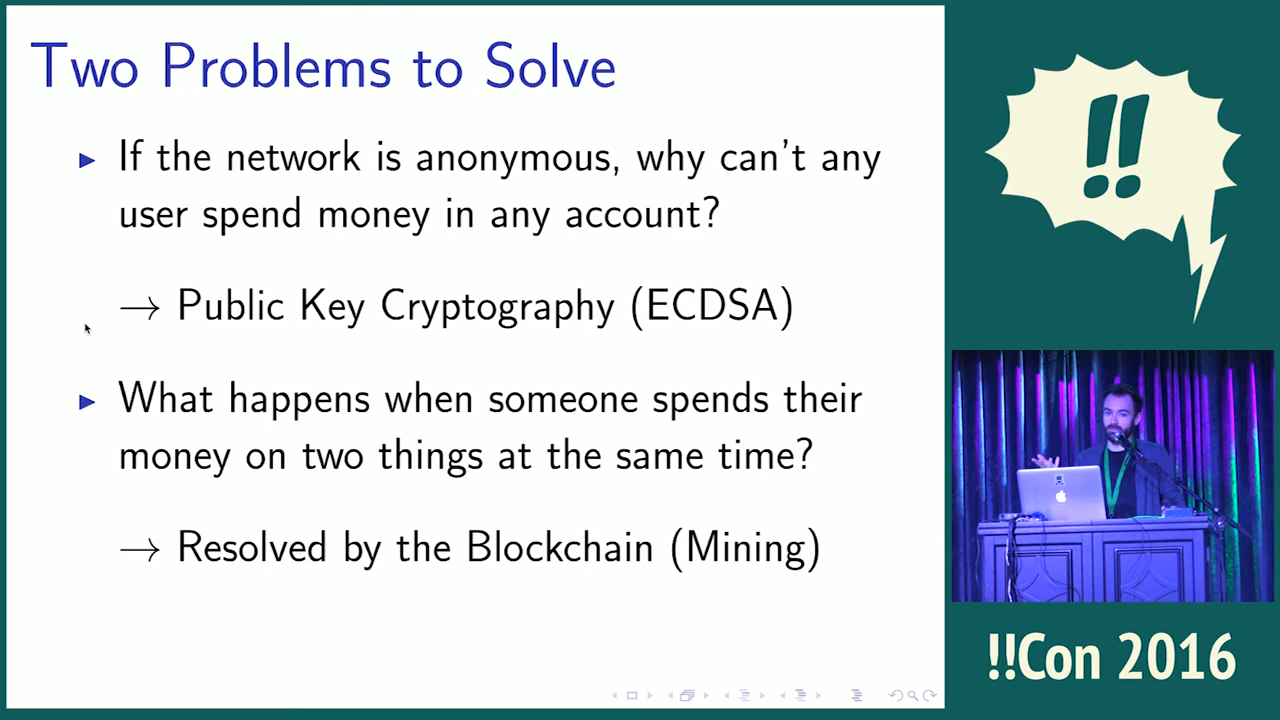 Two Problems to Solve
▶ If the network is anonymous, why can't any
user spend money in any account?
→ Public Key Cryptography (ECDSA)
▶ What happens when someone spends their
money on two things at the same time?
→ Resolved by the Blockchain (Mining)
!!
!!Con 2016